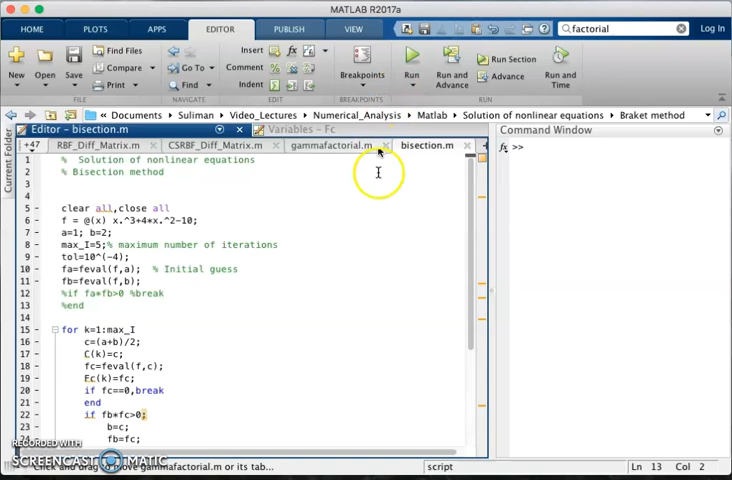 MATLAB R2017a
HOME PLOTS APPS EDITOR PUBLISH VIEW factorial Log In
New Open Save Find Files Compare Print
Go To Find
Insert fx
Comment
Indent
Breakpoints
Run Run and Advance Run Section Advance Run and Time
FILE NAVIGATE EDIT BREAKPOINTS RUN
Documents Suliman Video_Lectures Numerical_Analysis Matlab Solution of nonlinear equations Braket method
Current Folder
Editor - bisection.m Variables - Fc
Command Window
+47 RBF_Diff_Matrix.m CSRBF_Diff_Matrix.m gammafactorial.m bisection.m
fx >>
1 % Solution of nonlinear equations
2 % Bisection method
3
4
5 clear all,close all
6 f = @(x) x.^3+4*x.^2-10;
7 a=1; b=2;
8 max_I=5;% maximum number of iterations
9 tol=10^(-4);
10 fa=feval(f,a); % Initial guess
11 fb=feval(f,b);
12 %if fa*fb>0 %break
13 %end
14
15 for k=1:max_I
16 c=(a+b)/2;
17 C(k)=c;
18 fc=feval(f,c);
19 Fc(k)=fc;
20 if fc==0,break
21 end
22 if fb*fc>0;
23 b=c;
24 fb=fc;
RECORDED WITH
SCREENCAST MATIC
Click and drag to move gammafactorial.m or its tab... script Ln 13 Col 2